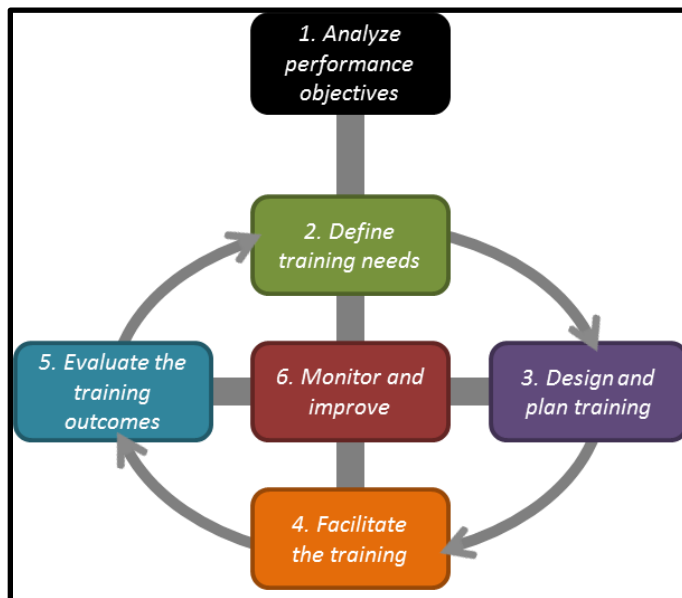 1. Analyze
performance
objectives
2. Define
training needs
5. Evaluate the
training
outcomes
6. Monitor and
improve
3. Design and
plan training
4. Facilitate
the training